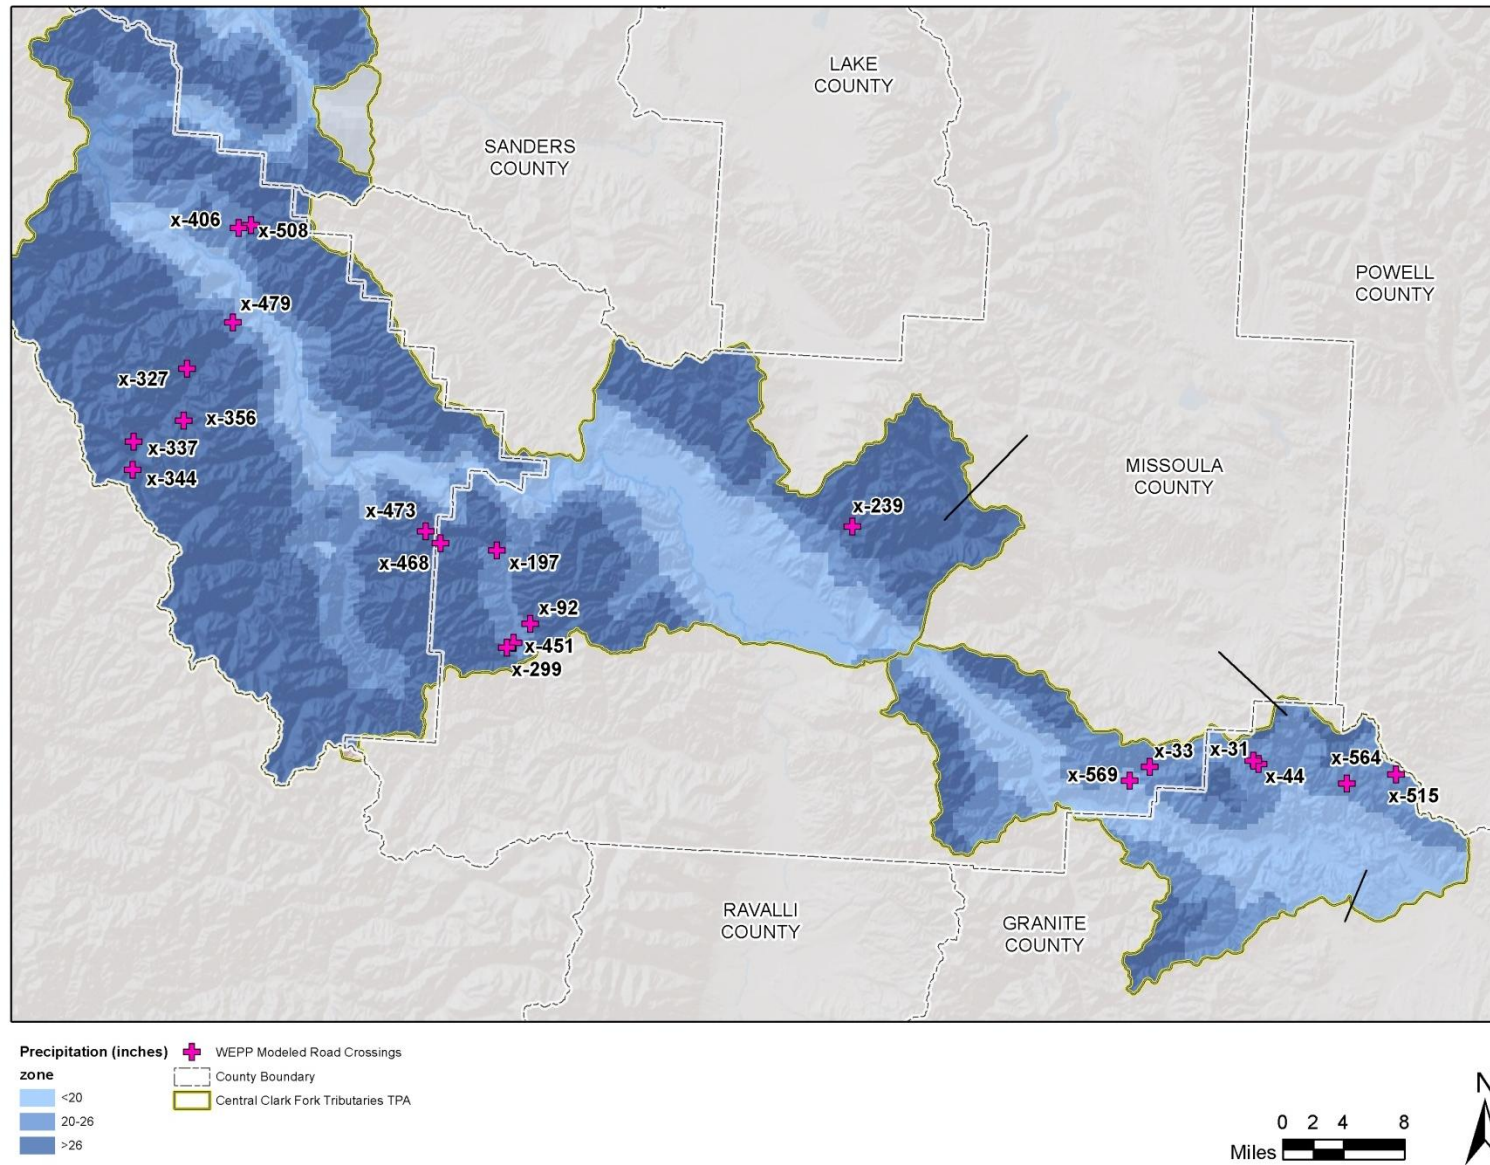 LAKE
COUNTY
SANDERS
COUNTY
x-406
x-508
POWELL
COUNTY
x-479
x-327
x-356
x-337
x-344
MISSOULA
COUNTY
x-239
x-473
x-468
x-197
x-92
x-451
x-299
x-33
x-31
x-564
x-569
x-44
x-515
RAVALLI
COUNTY
GRANITE
COUNTY
Precipitation (inches)
zone
<20
20-26
>26
WEPP Modeled Road Crossings
County Boundary
Central Clark Fork Tributaries TPA
N
0 2 4 8
Miles